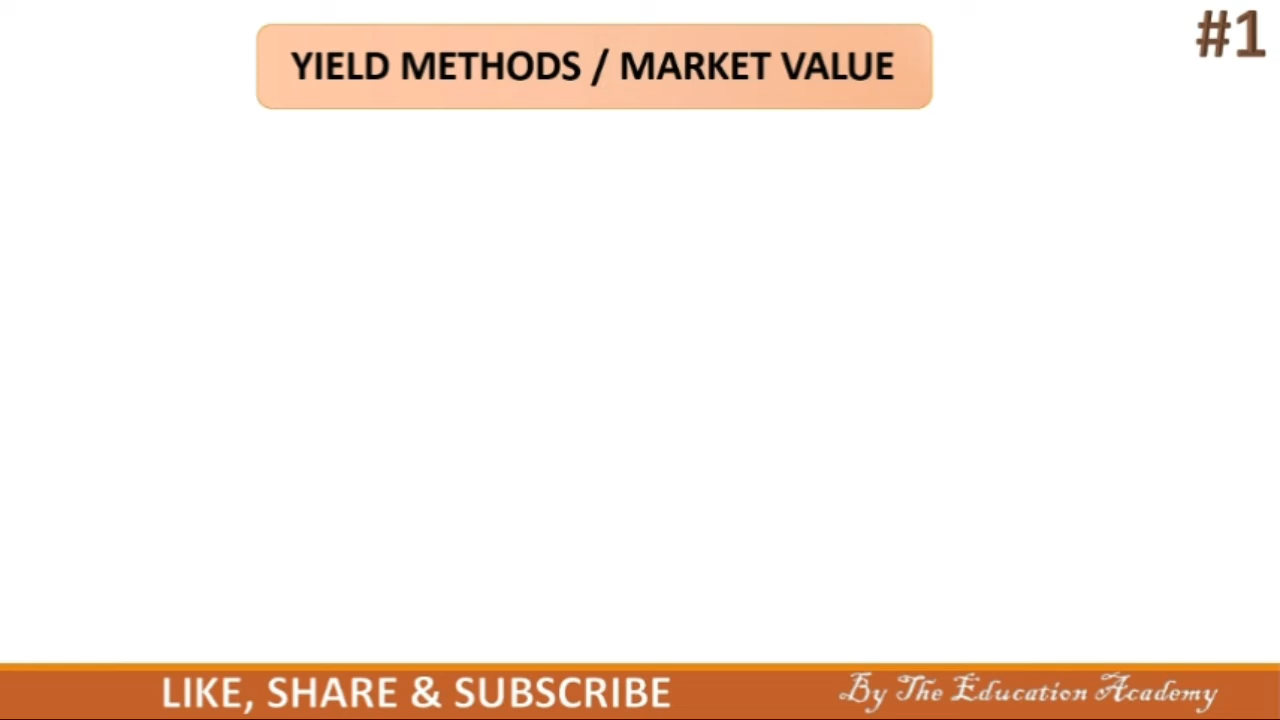 #1
YIELD METHODS / MARKET VALUE
LIKE, SHARE & SUBSCRIBE
By The Education Academy